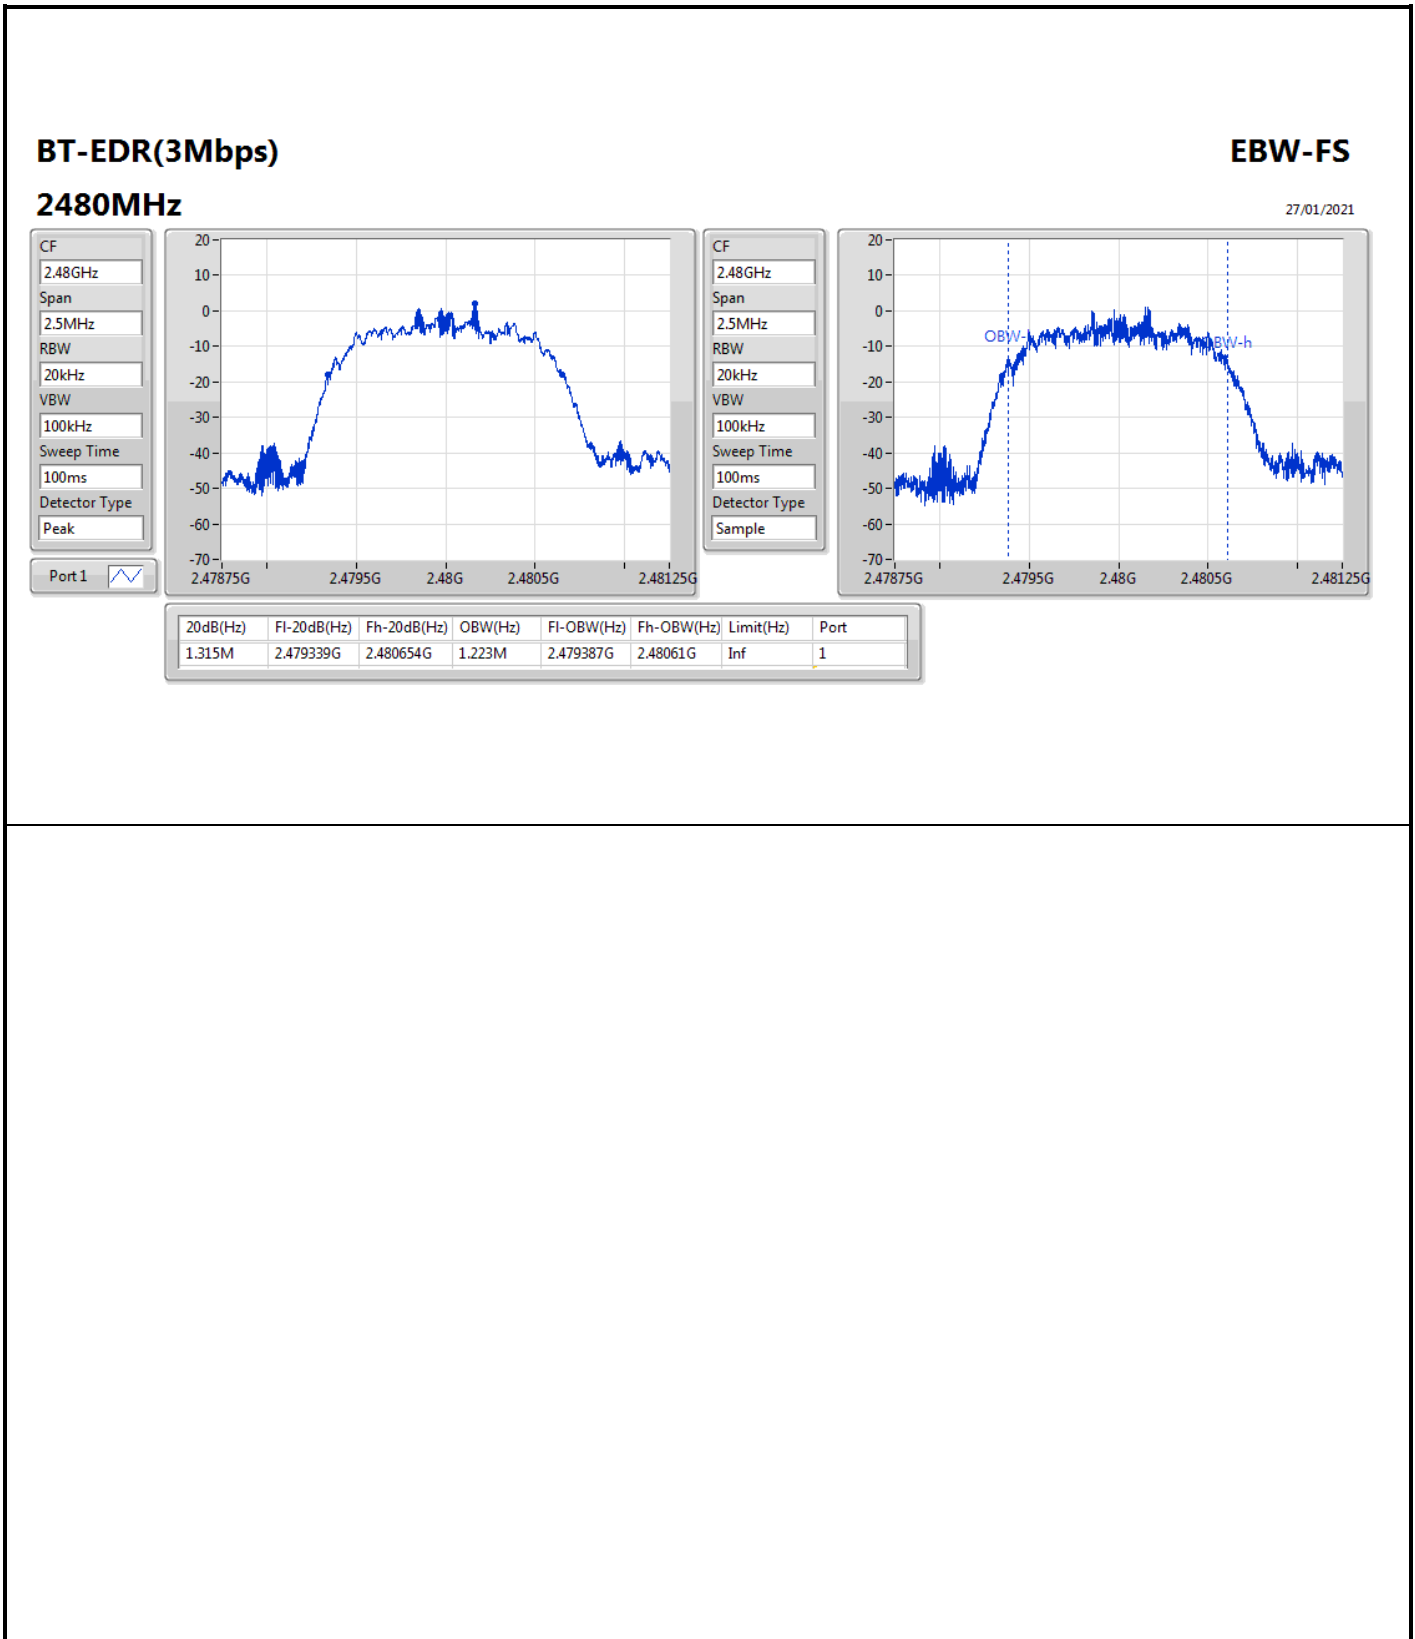 BT-EDR(3Mbps)
EBW-FS
2480MHz
27/01/2021
CF
2.48GHz
Span
2.5MHz
RBW
20kHz
VBW
100kHz
Sweep Time
100ms
Detector Type
Peak
Port 1
20
10
0
-10
-20
-30
-40
-50
-60
-70
2.47875G 2.4795G 2.48G 2.4805G 2.48125G
CF
2.48GHz
Span
2.5MHz
RBW
20kHz
VBW
100kHz
Sweep Time
100ms
Detector Type
Sample
20
10
0
-10
-20
-30
-40
-50
-60
-70
OBW-
BW-h
2.47875G 2.4795G 2.48G 2.4805G 2.48125G
20dB(Hz) Fl-20dB(Hz) Fh-20dB(Hz) OBW(Hz) Fl-OBW(Hz) Fh-OBW(Hz) Limit(Hz) Port
1.315M 2.479339G 2.480654G 1.223M 2.479387G 2.48061G Inf 1